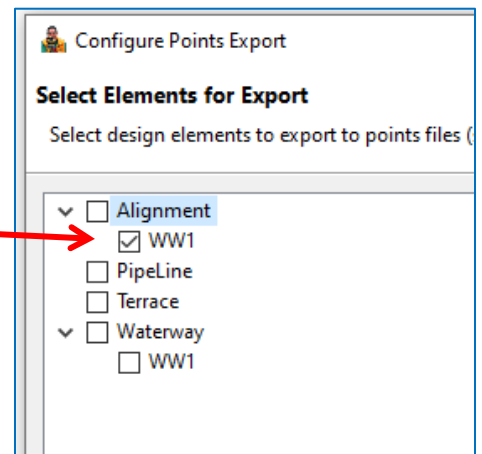 Configure Points Export
Select Elements for Export
Select design elements to export to points files (
Alignment
WW1
PipeLine
Terrace
Waterway
WW1